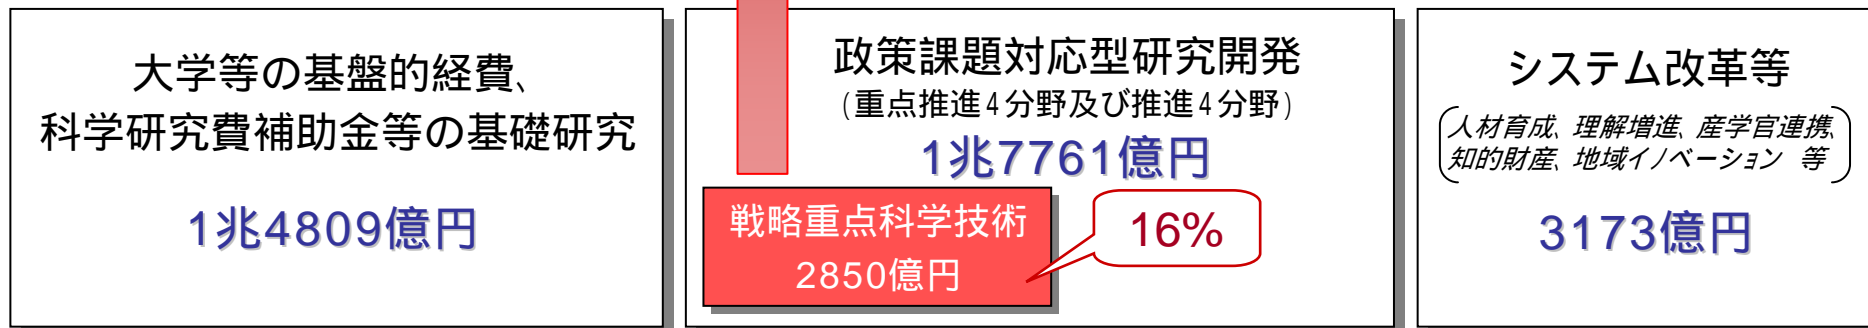 大学等の基盤的経費、
科学研究費補助金等の基礎研究
1兆4809億円
政策課題対応型研究開発
(重点推進4分野及び推進4分野)
1兆7761億円
戦略重点科学技術
2850億円
16%
システム改革等
人材育成、理解増進、産学官連携、
知的財産、地域イノベーション 等
3173億円